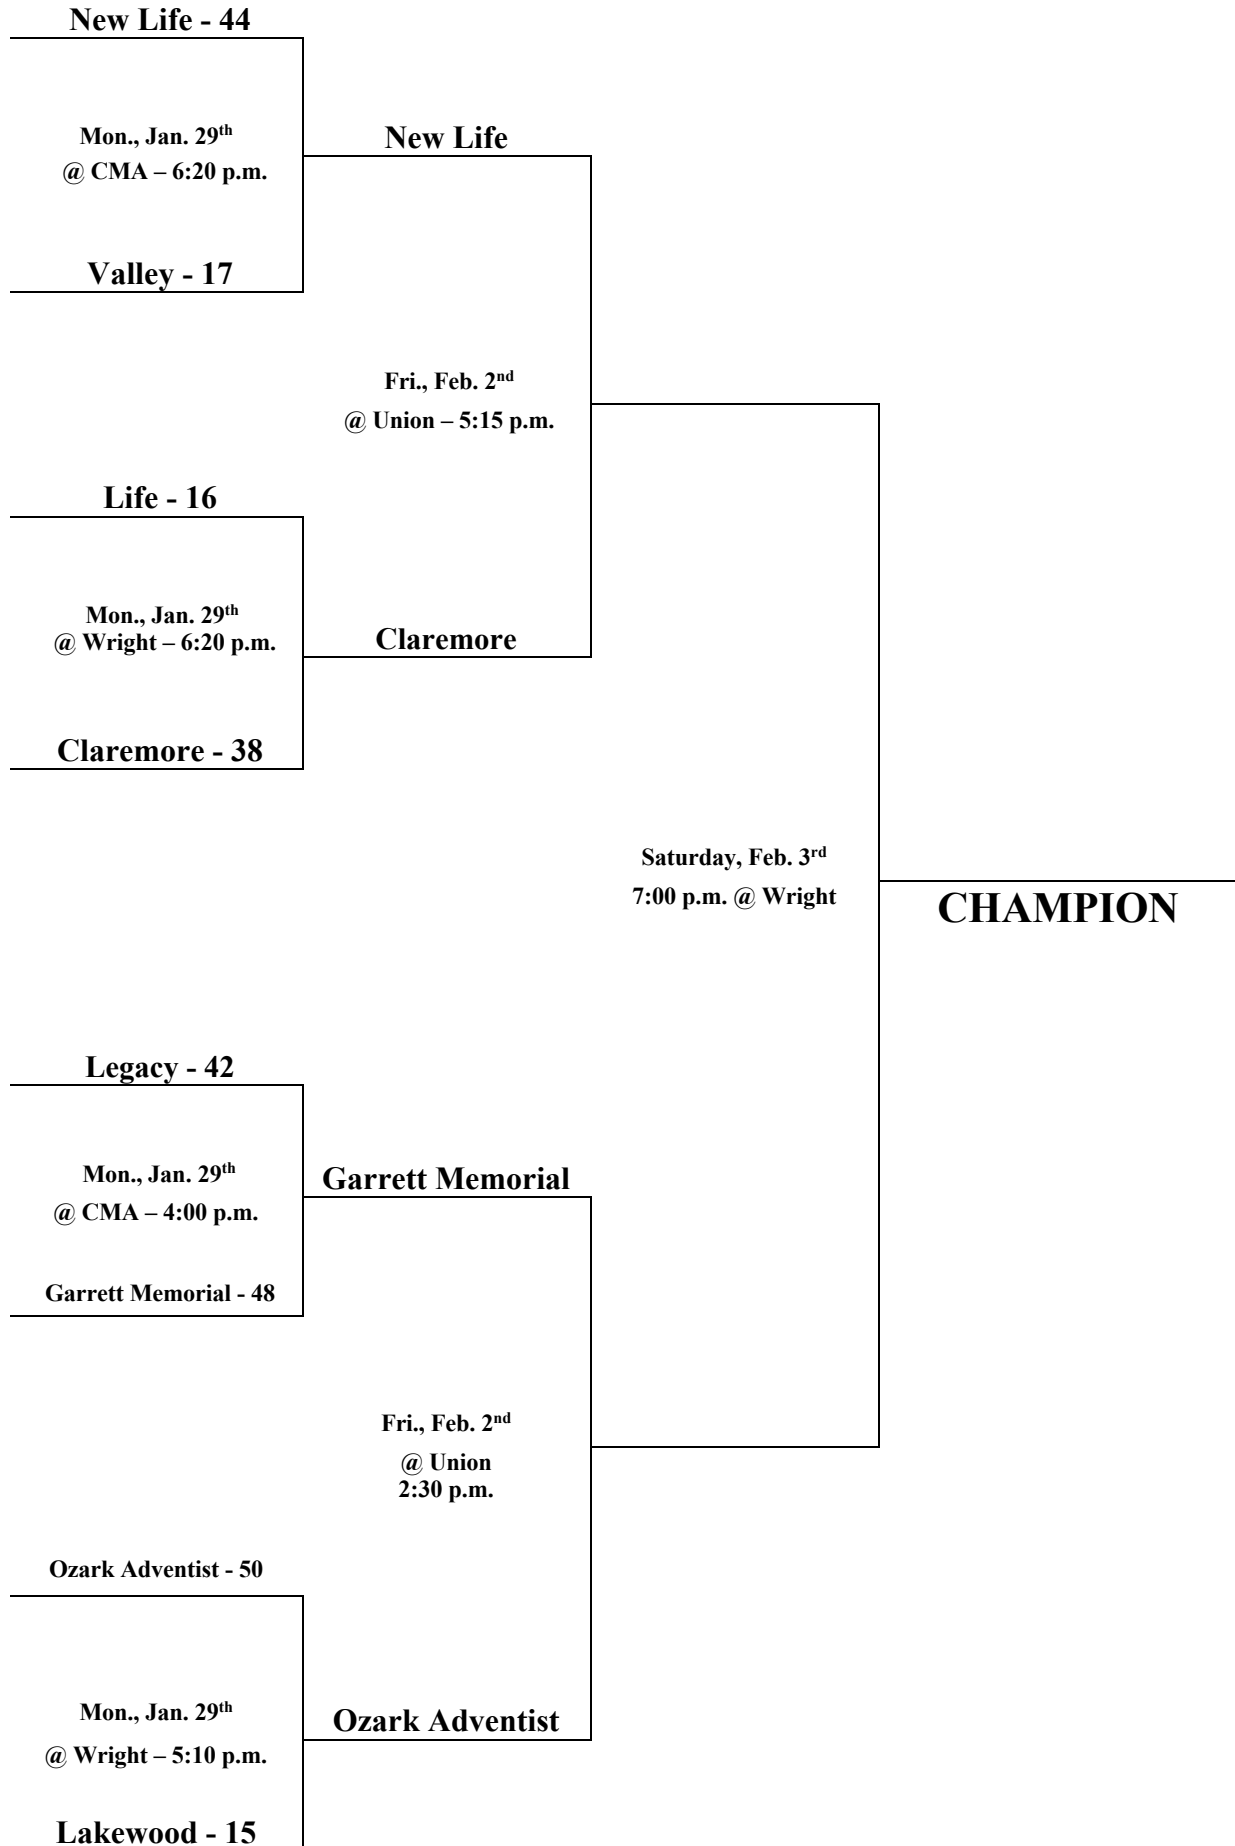 New Life - 44
Mon., Jan. 29th
@ CMA – 6:20 p.m.
New Life
Valley - 17
Fri., Feb. 2nd
@ Union – 5:15 p.m.
Life - 16
Mon., Jan. 29th
@ Wright – 6:20 p.m.
Claremore
Claremore - 38
Saturday, Feb. 3rd
7:00 p.m. @ Wright
CHAMPION
Legacy - 42
Mon., Jan. 29th
@ CMA – 4:00 p.m.
Garrett Memorial
Garrett Memorial - 48
Fri., Feb. 2nd
@ Union
2:30 p.m.
Ozark Adventist - 50
Mon., Jan. 29th
@ Wright – 5:10 p.m.
Ozark Adventist
Lakewood - 15